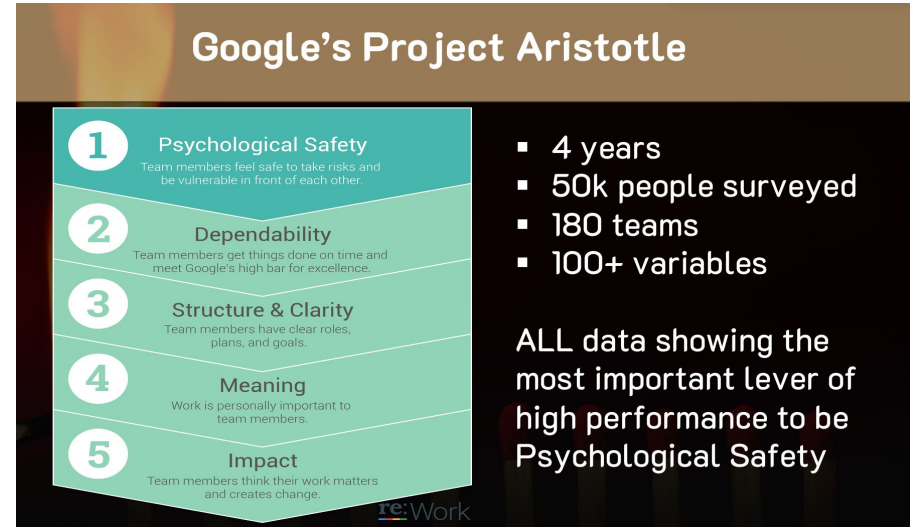 Google's Project Aristotle
1
Psychological Safety
Team members feel safe to take risks and
be vulnerable in front of each other.
2
Dependability
Team members get things done on time and
meet Google's high bar for excellence.
3
Structure & Clarity
Team members have clear roles,
plans, and goals.
4
Meaning
Work is personally important to
team members.
5
Impact
Team members think their work matters
and creates change.
re:Work
▪ 4 years
▪ 50k people surveyed
▪ 180 teams
▪ 100+ variables
ALL data showing the
most important lever of
high performance to be
Psychological Safety